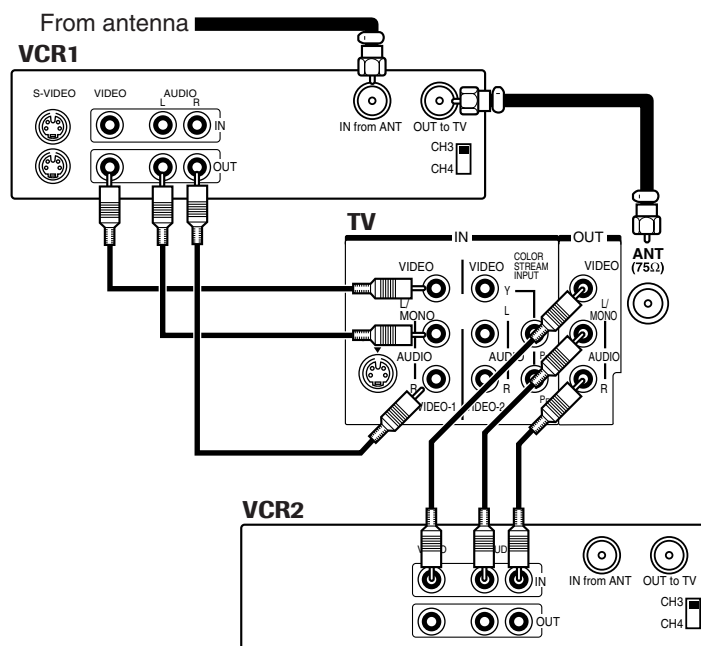 From antenna
VCR1
S-VIDEO VIDEO AUDIO
L R
IN
IN from ANT OUT to TV
OUT
CH3
CH4
TV
IN OUT
ANT
(75Ω)
VIDEO VIDEO COLOR STREAM INPUT VIDEO
Y
L/ MONO L L/ MONO
AUDIO AUDIO AUDIO
R R R
VIDEO-1 VIDEO-2
VCR2
IN
IN from ANT OUT to TV
OUT
CH3
CH4